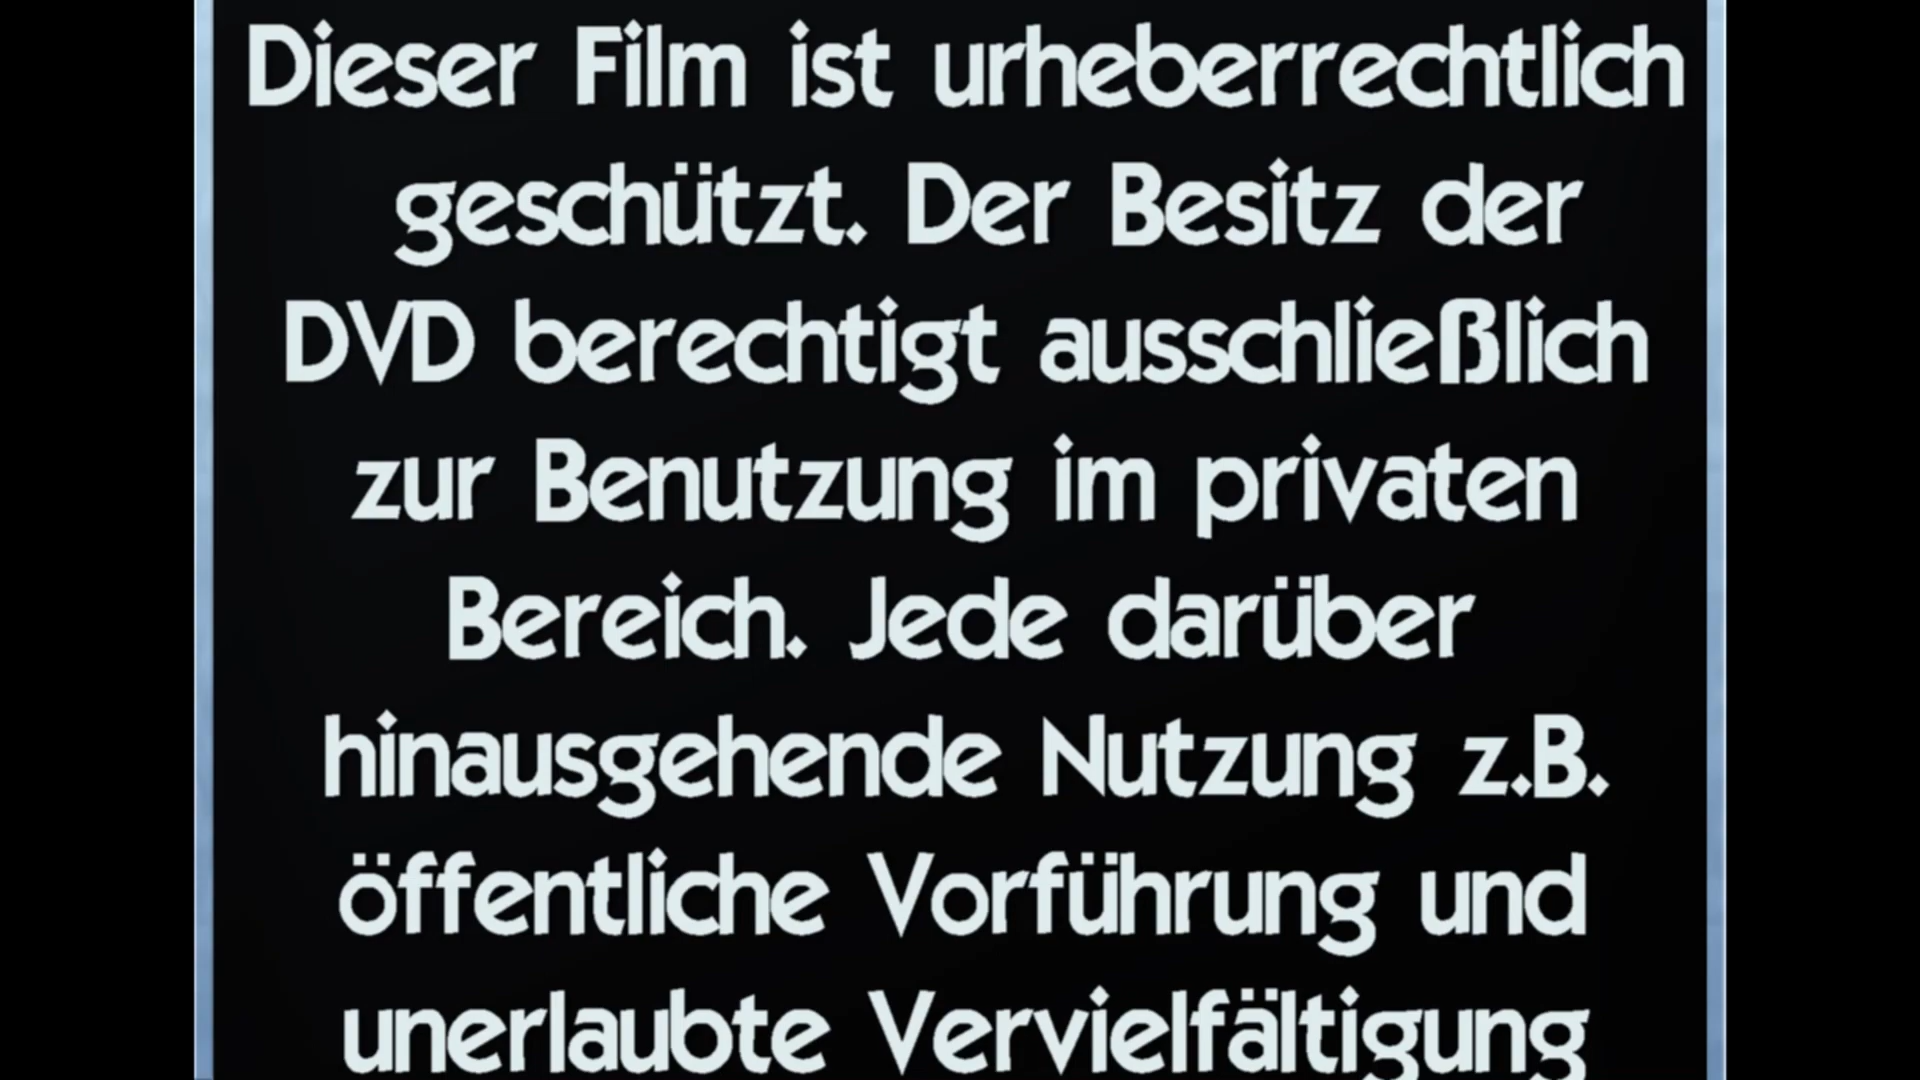 Dieser Film ist urheberrechtlich
geschützt. Der Besitz der
DVD berechtigt ausschließlich
zur Benutzung im privaten
Bereich. Jede darüber
hinausgehende Nutzung z.B.
öffentliche Vorführung und
unerlaubte Vervielfältigung